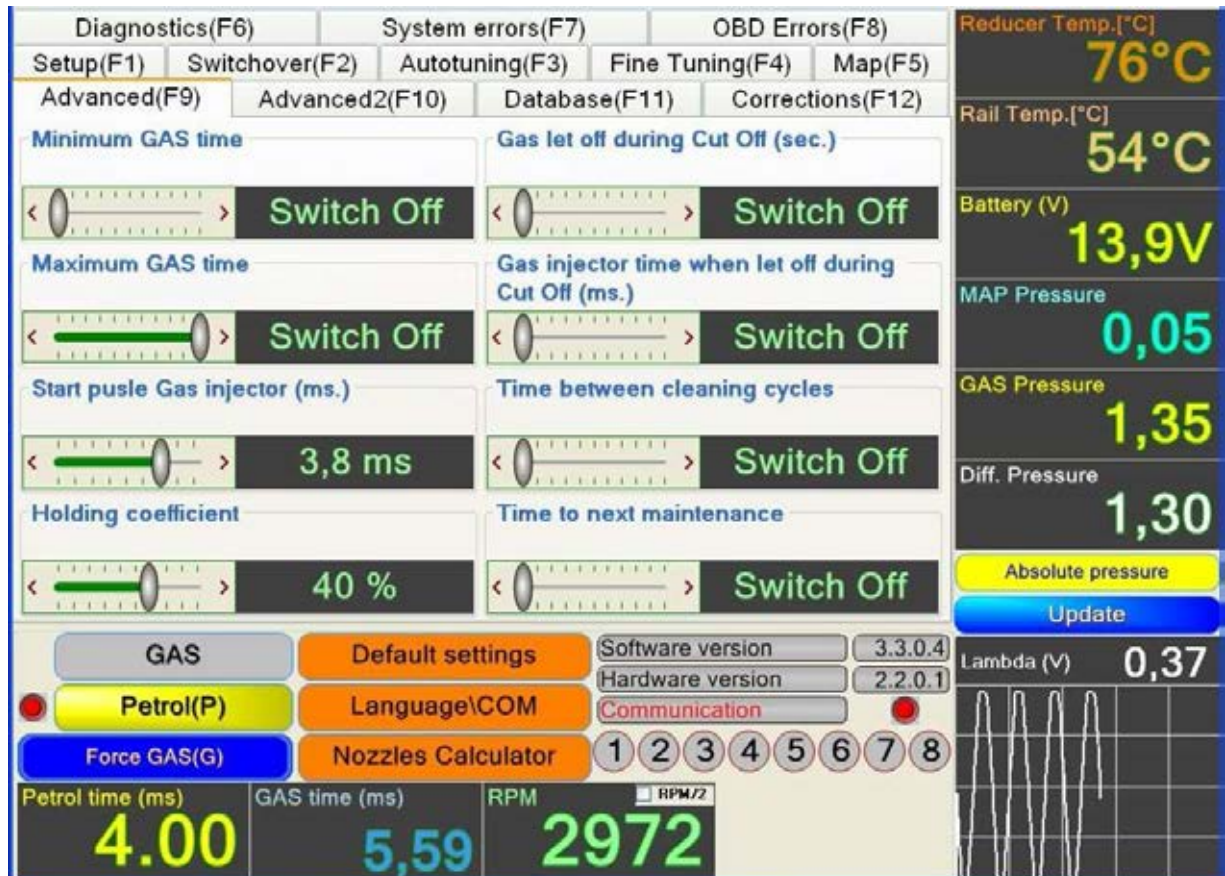 Diagnostics(F6) System errors(F7) OBD Errors(F8)
Setup(F1) Switchover(F2) Autotuning(F3) Fine Tuning(F4) Map(F5)
Advanced(F9) Advanced2(F10) Database(F11) Corrections(F12)
Minimum GAS time
< > Switch Off
Maximum GAS time
< > Switch Off
Start pusle Gas injector (ms.)
< > 3,8 ms
Holding coefficient
< > 40 %
Gas let off during Cut Off (sec.)
< > Switch Off
Gas injector time when let off during
Cut Off (ms.)
< > Switch Off
Time between cleaning cycles
< > Switch Off
Time to next maintenance
< > Switch Off
Reducer Temp.[°C]
76°C
Rail Temp.[°C]
54°C
Battery (V)
13,9V
MAP Pressure
0,05
GAS Pressure
1,35
Diff. Pressure
1,30
Absolute pressure
Update
Lambda (V) 0,37
GAS
Petrol(P)
Force GAS(G)
Default settings
Language\COM
Nozzles Calculator
Software version 3.3.0.4
Hardware version 2.2.0.1
Communication
1 2 3 4 5 6 7 8
Petrol time (ms)
4.00
GAS time (ms)
5,59
RPM RPM/2
2972